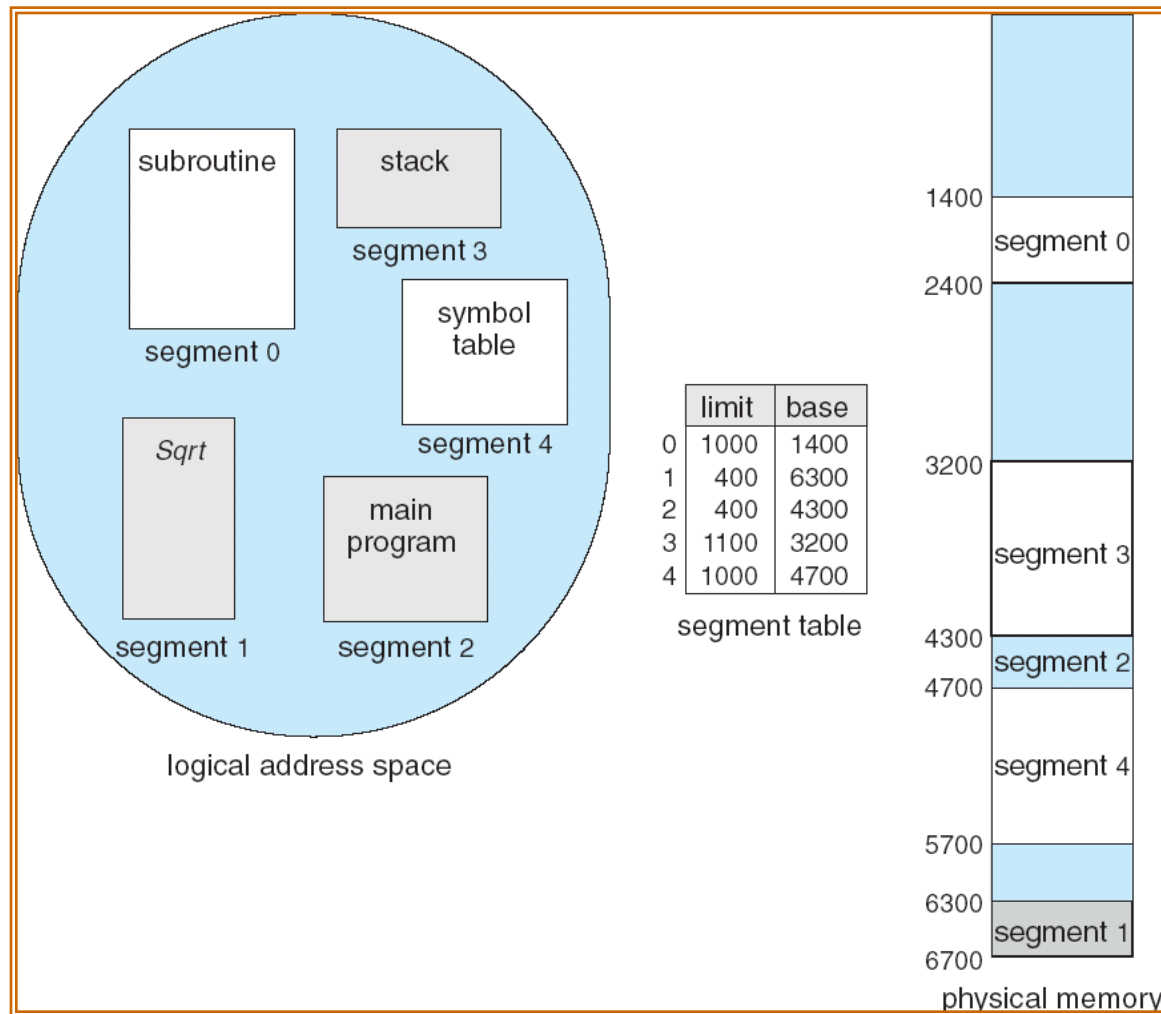 subroutine
segment 0
stack
segment 3
symbol
table
segment 4
Sqrt
segment 1
main
program
segment 2
logical address space
limit base
0 1000 1400
1 400 6300
2 400 4300
3 1100 3200
4 1000 4700
segment table
1400
segment 0
2400
3200
segment 3
4300
segment 2
4700
segment 4
5700
6300
segment 1
6700
physical memory